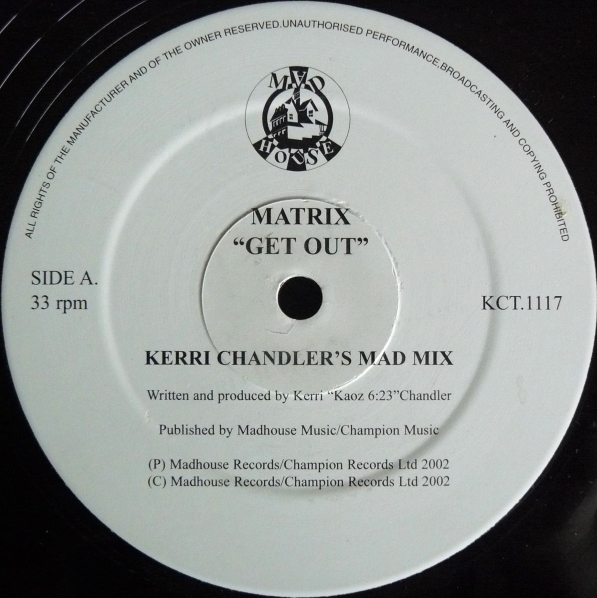 ALL RIGHTS OF THE MANUFACTURER AND OF THE OWNER RESERVED.UNAUTHORISED PERFORMANCE,BROADCASTING AND COPYING PROHIBITED
MAD
HOUSE
MATRIX
“GET OUT”
SIDE A.
33 rpm
KCT.1117
KERRI CHANDLER’S MAD MIX
Written and produced by Kerri “Kaoz 6:23”Chandler
Published by Madhouse Music/Champion Music
(P) Madhouse Records/Champion Records Ltd 2002
(C) Madhouse Records/Champion Records Ltd 2002